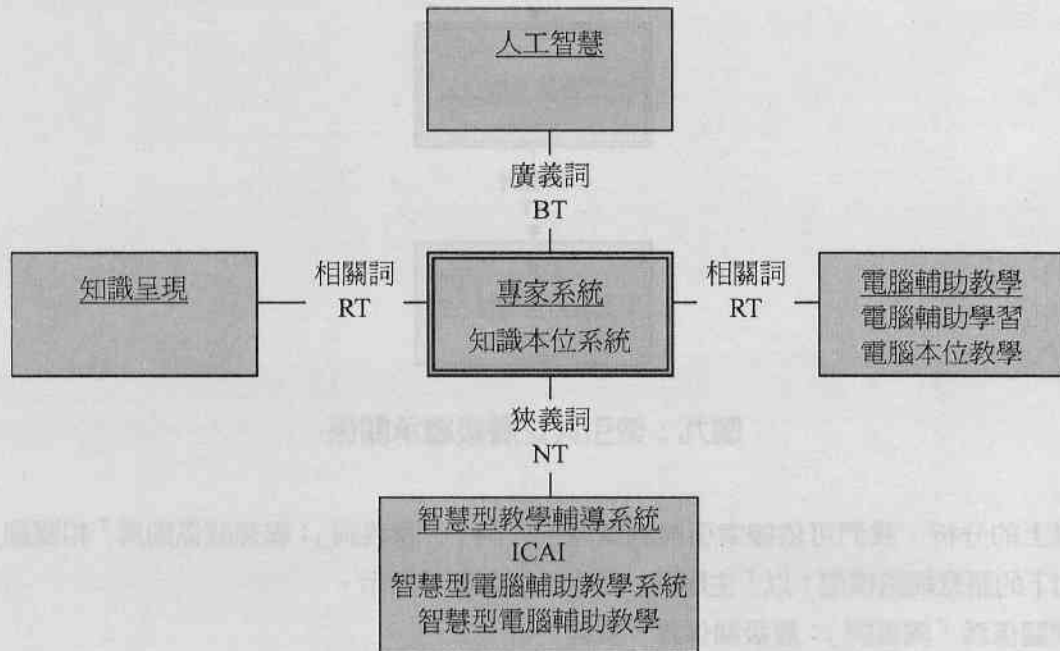 人工智慧
廣義詞
BT
知識呈現
相關詞
RT
專家系統
知識本位系統
相關詞
RT
電腦輔助教學
電腦輔助學習
電腦本位教學
狹義詞
NT
智慧型教學輔導系統
ICAI
智慧型電腦輔助教學系統
智慧型電腦輔助教學